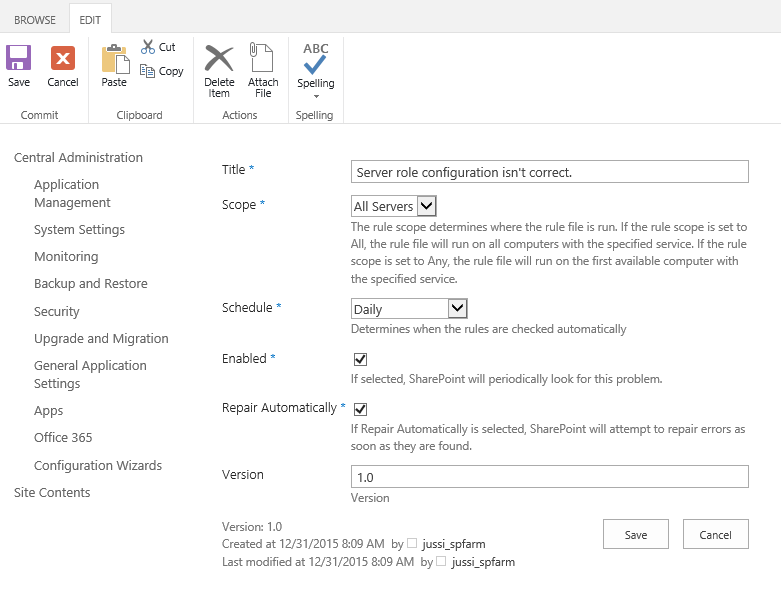 BROWSE EDIT
Save Cancel Paste Cut Copy Delete Item Attach File ABC Spelling
Commit Clipboard Actions Spelling
Central Administration
Application
Management
System Settings
Monitoring
Backup and Restore
Security
Upgrade and Migration
General Application
Settings
Apps
Office 365
Configuration Wizards
Site Contents
Title * Server role configuration isn't correct.
Scope * All Servers
The rule scope determines where the rule file is run. If the rule scope is set to
All, the rule file will run on all computers with the specified service. If the rule
scope is set to Any, the rule file will run on the first available computer with
the specified service.
Schedule * Daily
Determines when the rules are checked automatically
Enabled *
If selected, SharePoint will periodically look for this problem.
Repair Automatically *
If Repair Automatically is selected, SharePoint will attempt to repair errors as
soon as they are found.
Version 1.0
Version
Version: 1.0
Created at 12/31/2015 8:09 AM by jussi_spfarm
Last modified at 12/31/2015 8:09 AM by jussi_spfarm
Save Cancel